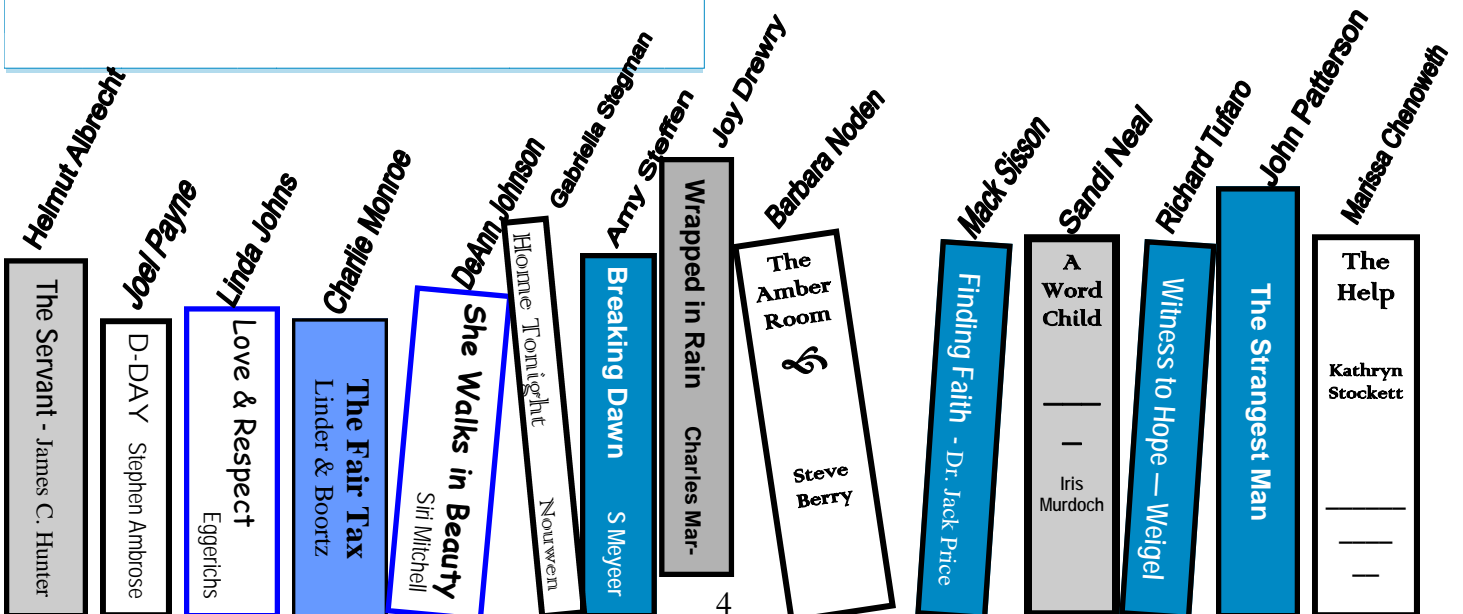 Helmut Albrecht
The Servant - James C. Hunter
Joel Payne
D-DAY Stephen Ambrose
Linda Johns
Love & Respect
Eggerichs
Charlie Monroe
The Fair Tax
Linder & Boortz
DeAnn Johnson
She Walks in Beauty
Siri Mitchell
Gabriella Stegman
Home Tonight Nouwen
Amy Steffen
Breaking Dawn S Meyeer
Joy Drewry
Wrapped in Rain Charles Mar-
Barbara Noden
The
Amber
Room
Steve
Berry
Mack Sisson
Finding Faith - Dr. Jack Price
Sandi Neal
A
Word
Child
Iris
Murdoch
Richard Tufaro
Witness to Hope — Weigel
John Patterson
The Strangest Man
Marissa Chenoweth
The
Help
Kathryn
Stockett
4